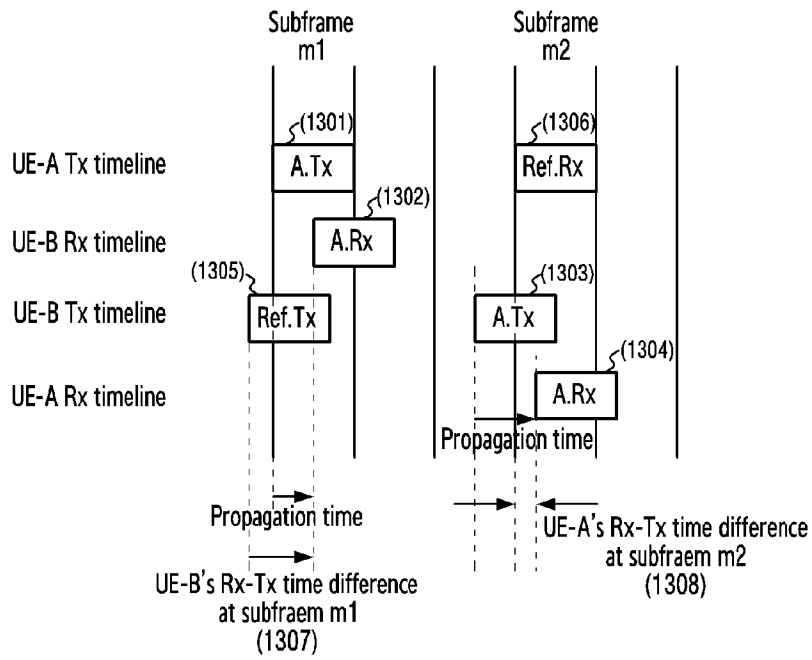 Subframe
m1
Subframe
m2
(1301)
(1306)
UE-A Tx timeline
A.Tx
Ref.Rx
(1302)
UE-B Rx timeline
A.Rx
(1305)
(1303)
UE-B Tx timeline
Ref.Tx
A.Tx
(1304)
UE-A Rx timeline
A.Rx
Propagation time
Propagation time
UE-A's Rx-Tx time difference
at subfraem m2
(1308)
UE-B's Rx-Tx time difference
at subfraem m1
(1307)